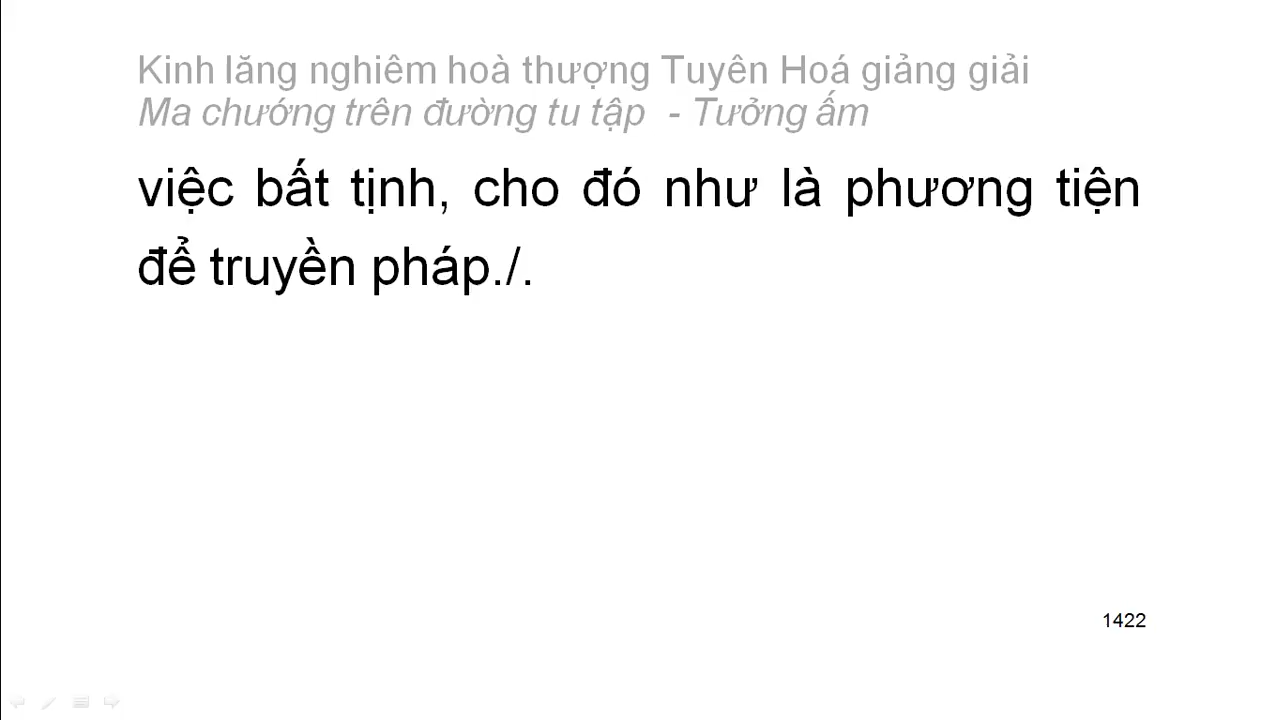 Kinh lăng nghiêm hoà thượng Tuyên Hoá giảng giải
Ma chướng trên đường tu tập - Tưởng ấm
việc bất tịnh, cho đó như là phương tiện
để truyền pháp./.
1422